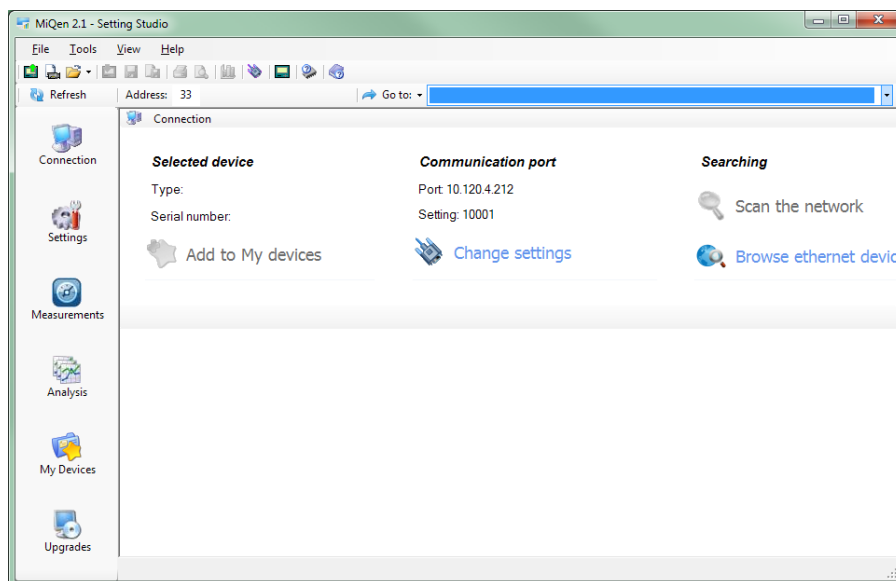 MiQen 2.1 - Setting Studio
File Tools View Help
Refresh Address: 33 Go to:
Connection
Connection
Selected device Communication port Searching
Type: Port: 10.120.4.212
Scan the network
Serial number: Setting: 10001
Add to My devices Change settings Browse ethernet devic
Settings
Measurements
Analysis
My Devices
Upgrades